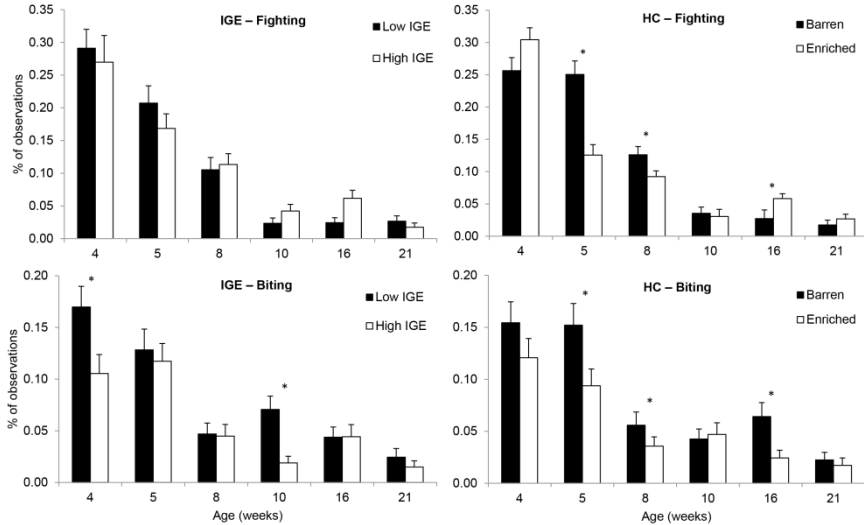 IGE – Fighting
Low IGE
High IGE
% of observations
0.35
0.30
0.25
0.20
0.15
0.10
0.05
0.00
4 5 8 10 16 21
HC – Fighting
Barren
Enriched
0.35
0.30
0.25
0.20
0.15
0.10
0.05
0.00
* * *
4 5 8 10 16 21
IGE – Biting
Low IGE
High IGE
% of observations
0.20
0.15
0.10
0.05
0.00
* *
4 5 8 10 16 21
Age (weeks)
HC – Biting
Barren
Enriched
0.20
0.15
0.10
0.05
0.00
* * *
4 5 8 10 16 21
Age (weeks)